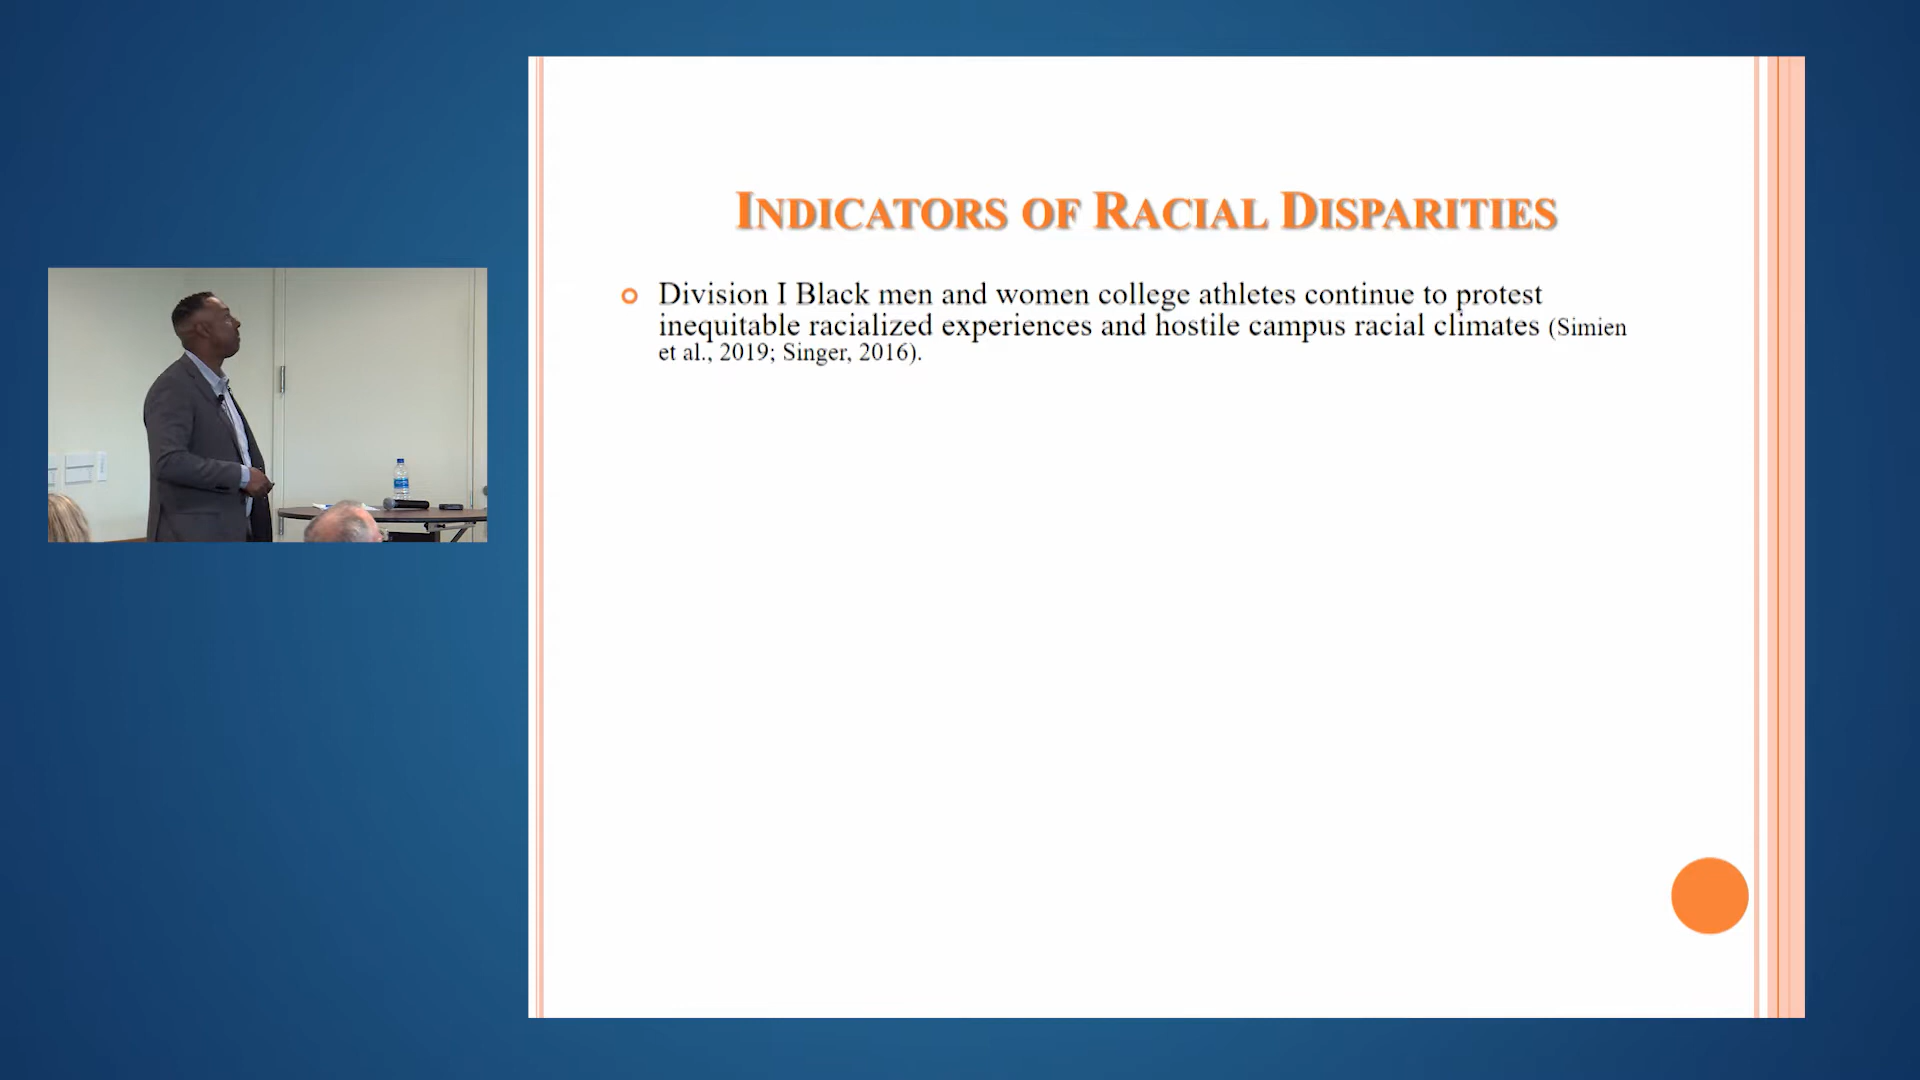 INDICATORS OF RACIAL DISPARITIES
Division I Black men and women college athletes continue to protest
inequitable racialized experiences and hostile campus racial climates (Simien
et al., 2019; Singer, 2016).